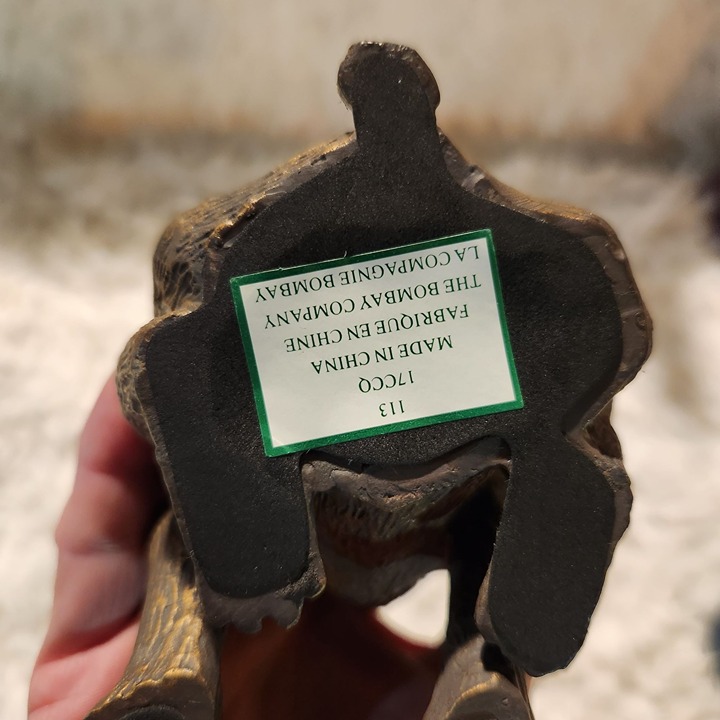 113
17CCQ
MADE IN CHINA
FABRIQUE EN CHINE
THE BOMBAY COMPANY
LA COMPAGNIE BOMBAY